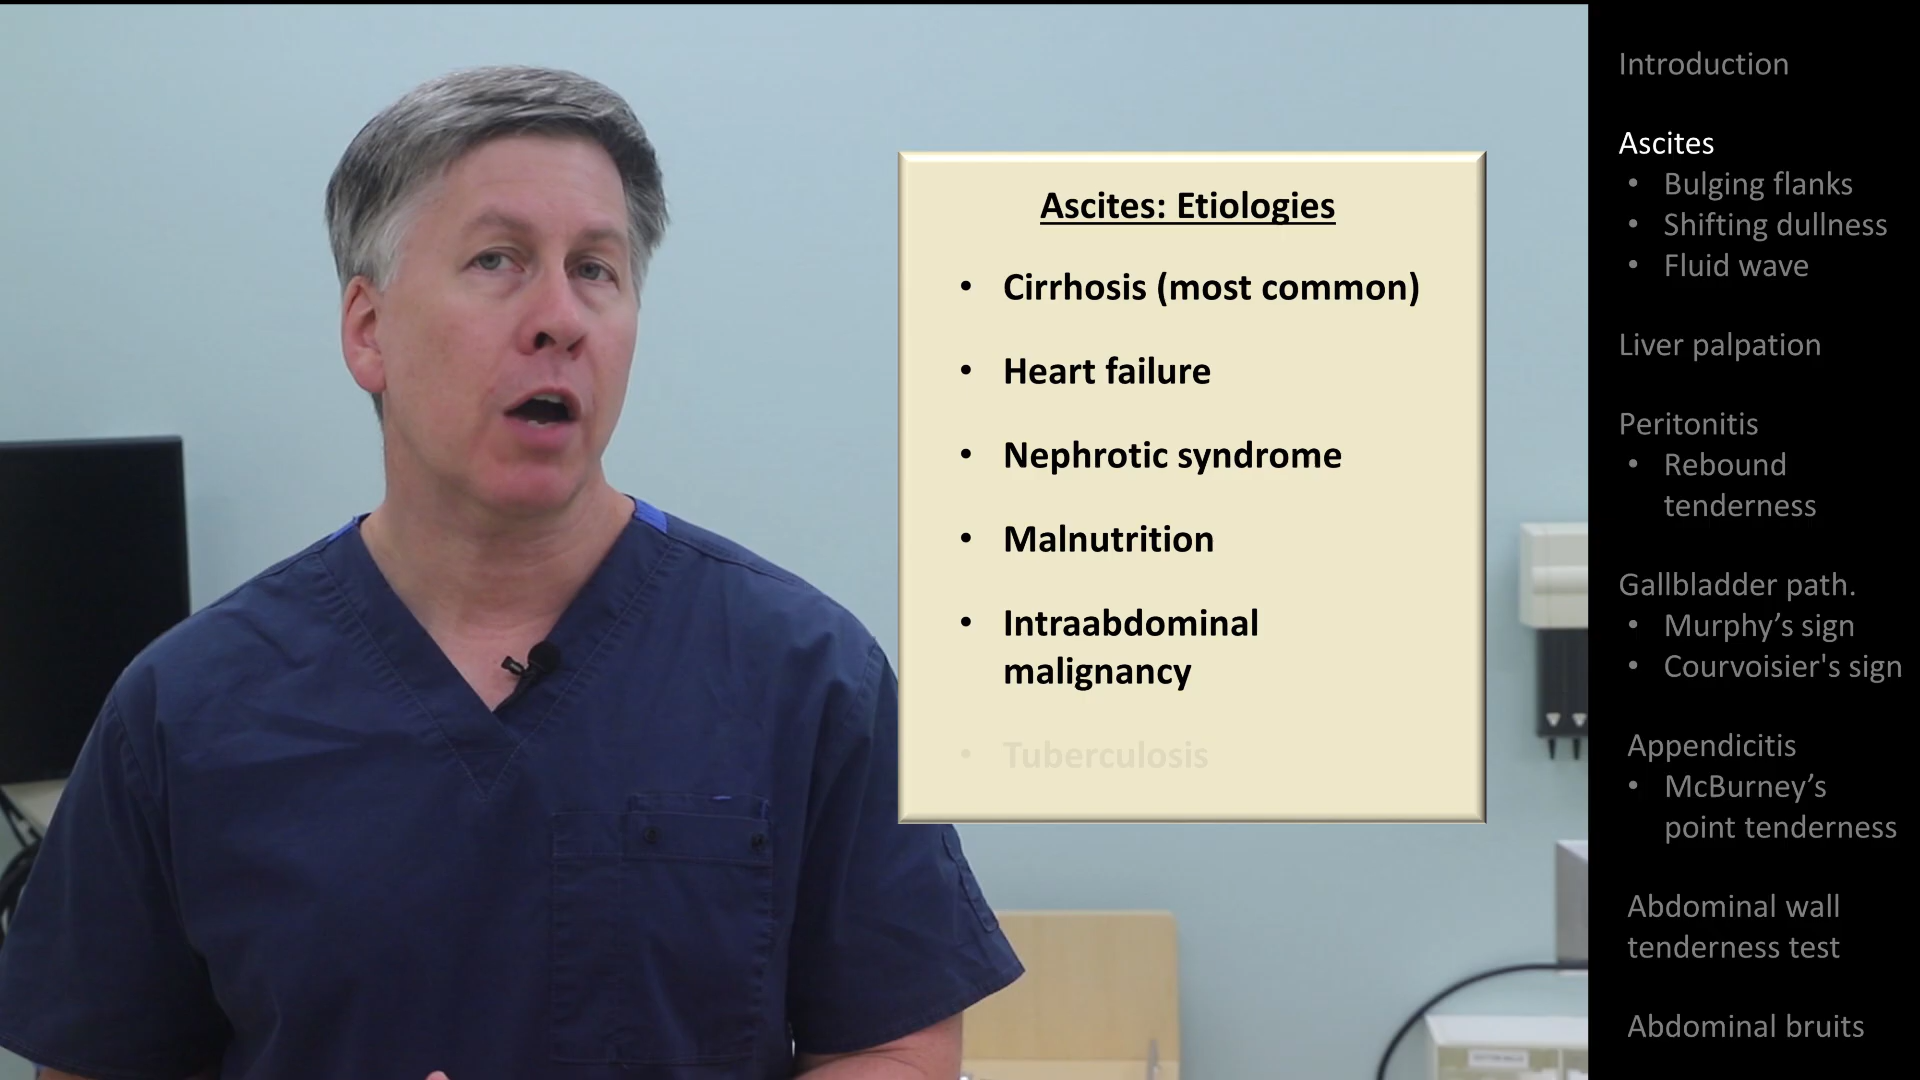 Ascites: Etiologies
• Cirrhosis (most common)
• Heart failure
• Nephrotic syndrome
• Malnutrition
• Intraabdominal
malignancy
• Tuberculosis
Introduction
Ascites
• Bulging flanks
• Shifting dullness
• Fluid wave
Liver palpation
Peritonitis
• Rebound
tenderness
Gallbladder path.
• Murphy’s sign
• Courvoisier's sign
Appendicitis
• McBurney’s
point tenderness
Abdominal wall
tenderness test
Abdominal bruits